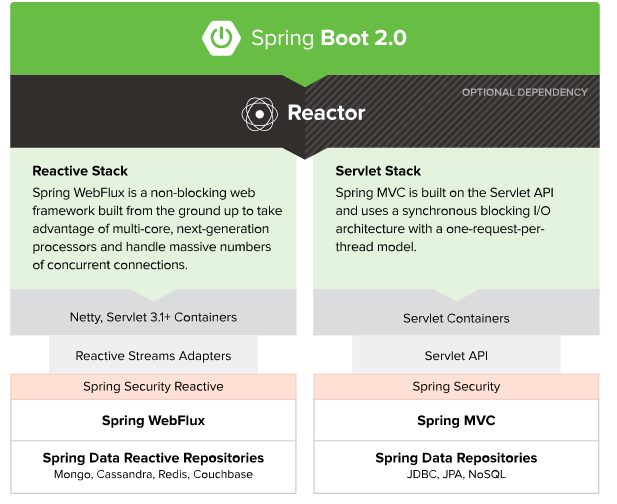 Spring Boot 2.0
OPTIONAL DEPENDENCY
Reactor
Reactive Stack
Spring WebFlux is a non-blocking web
framework built from the ground up to take
advantage of multi-core, next-generation
processors and handle massive numbers
of concurrent connections.
Servlet Stack
Spring MVC is built on the Servlet API
and uses a synchronous blocking I/O
architecture with a one-request-per-
thread model.
Netty, Servlet 3.1+ Containers
Servlet Containers
Reactive Streams Adapters
Servlet API
Spring Security Reactive
Spring Security
Spring WebFlux
Spring MVC
Spring Data Reactive Repositories
Mongo, Cassandra, Redis, Couchbase
Spring Data Repositories
JDBC, JPA, NoSQL